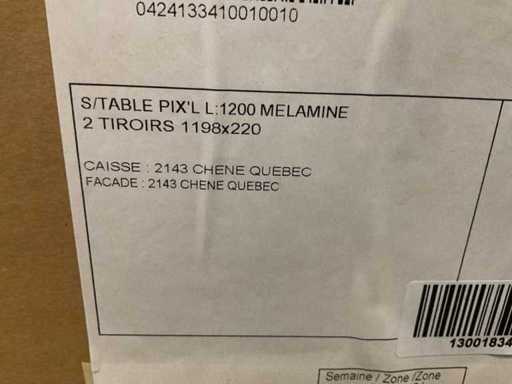 0424133410010010
S/TABLE PIX'L L:1200 MELAMINE
2 TIROIRS 1198x220
CAISSE : 2143 CHENE QUEBEC
FACADE : 2143 CHENE QUEBEC
13001834
Semaine / Zone /Zone